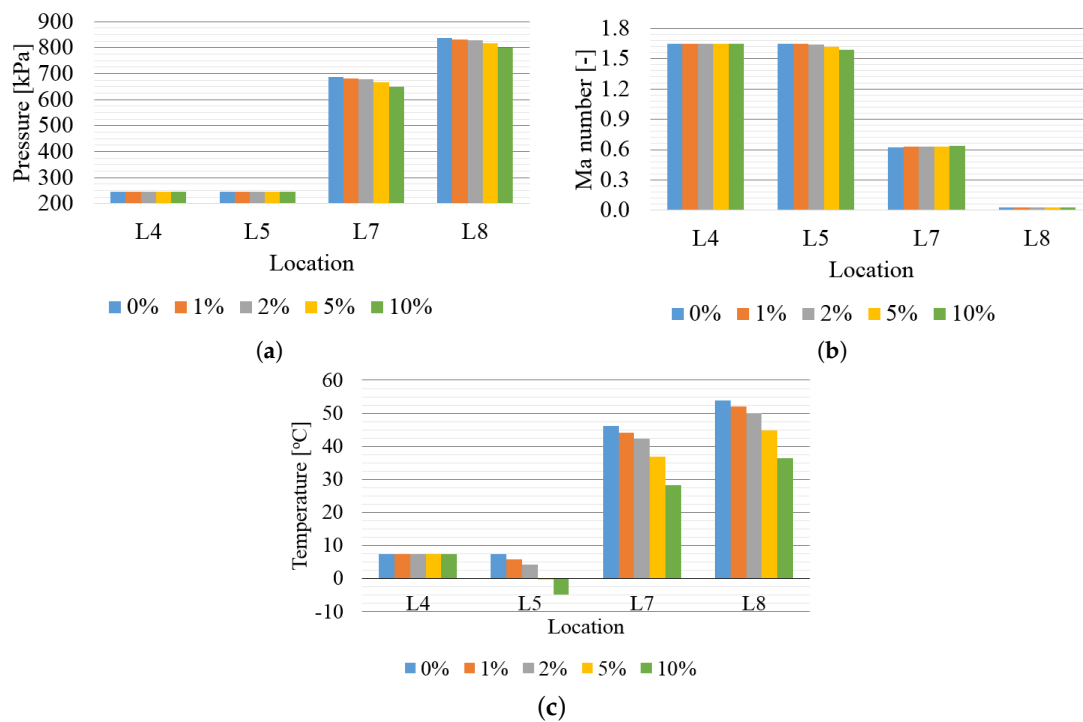 900
800
700
600
500
400
300
200
Pressure [kPa]
L4 L5 L7 L8
Location
0% 1% 2% 5% 10%
(a)
1.8
1.5
1.2
0.9
0.6
0.3
0.0
Ma number [-]
L4 L5 L7 L8
Location
0% 1% 2% 5% 10%
(b)
60
50
40
30
20
10
0
-10
Temperature [°C]
L4 L5 L7 L8
Location
0% 1% 2% 5% 10%
(c)